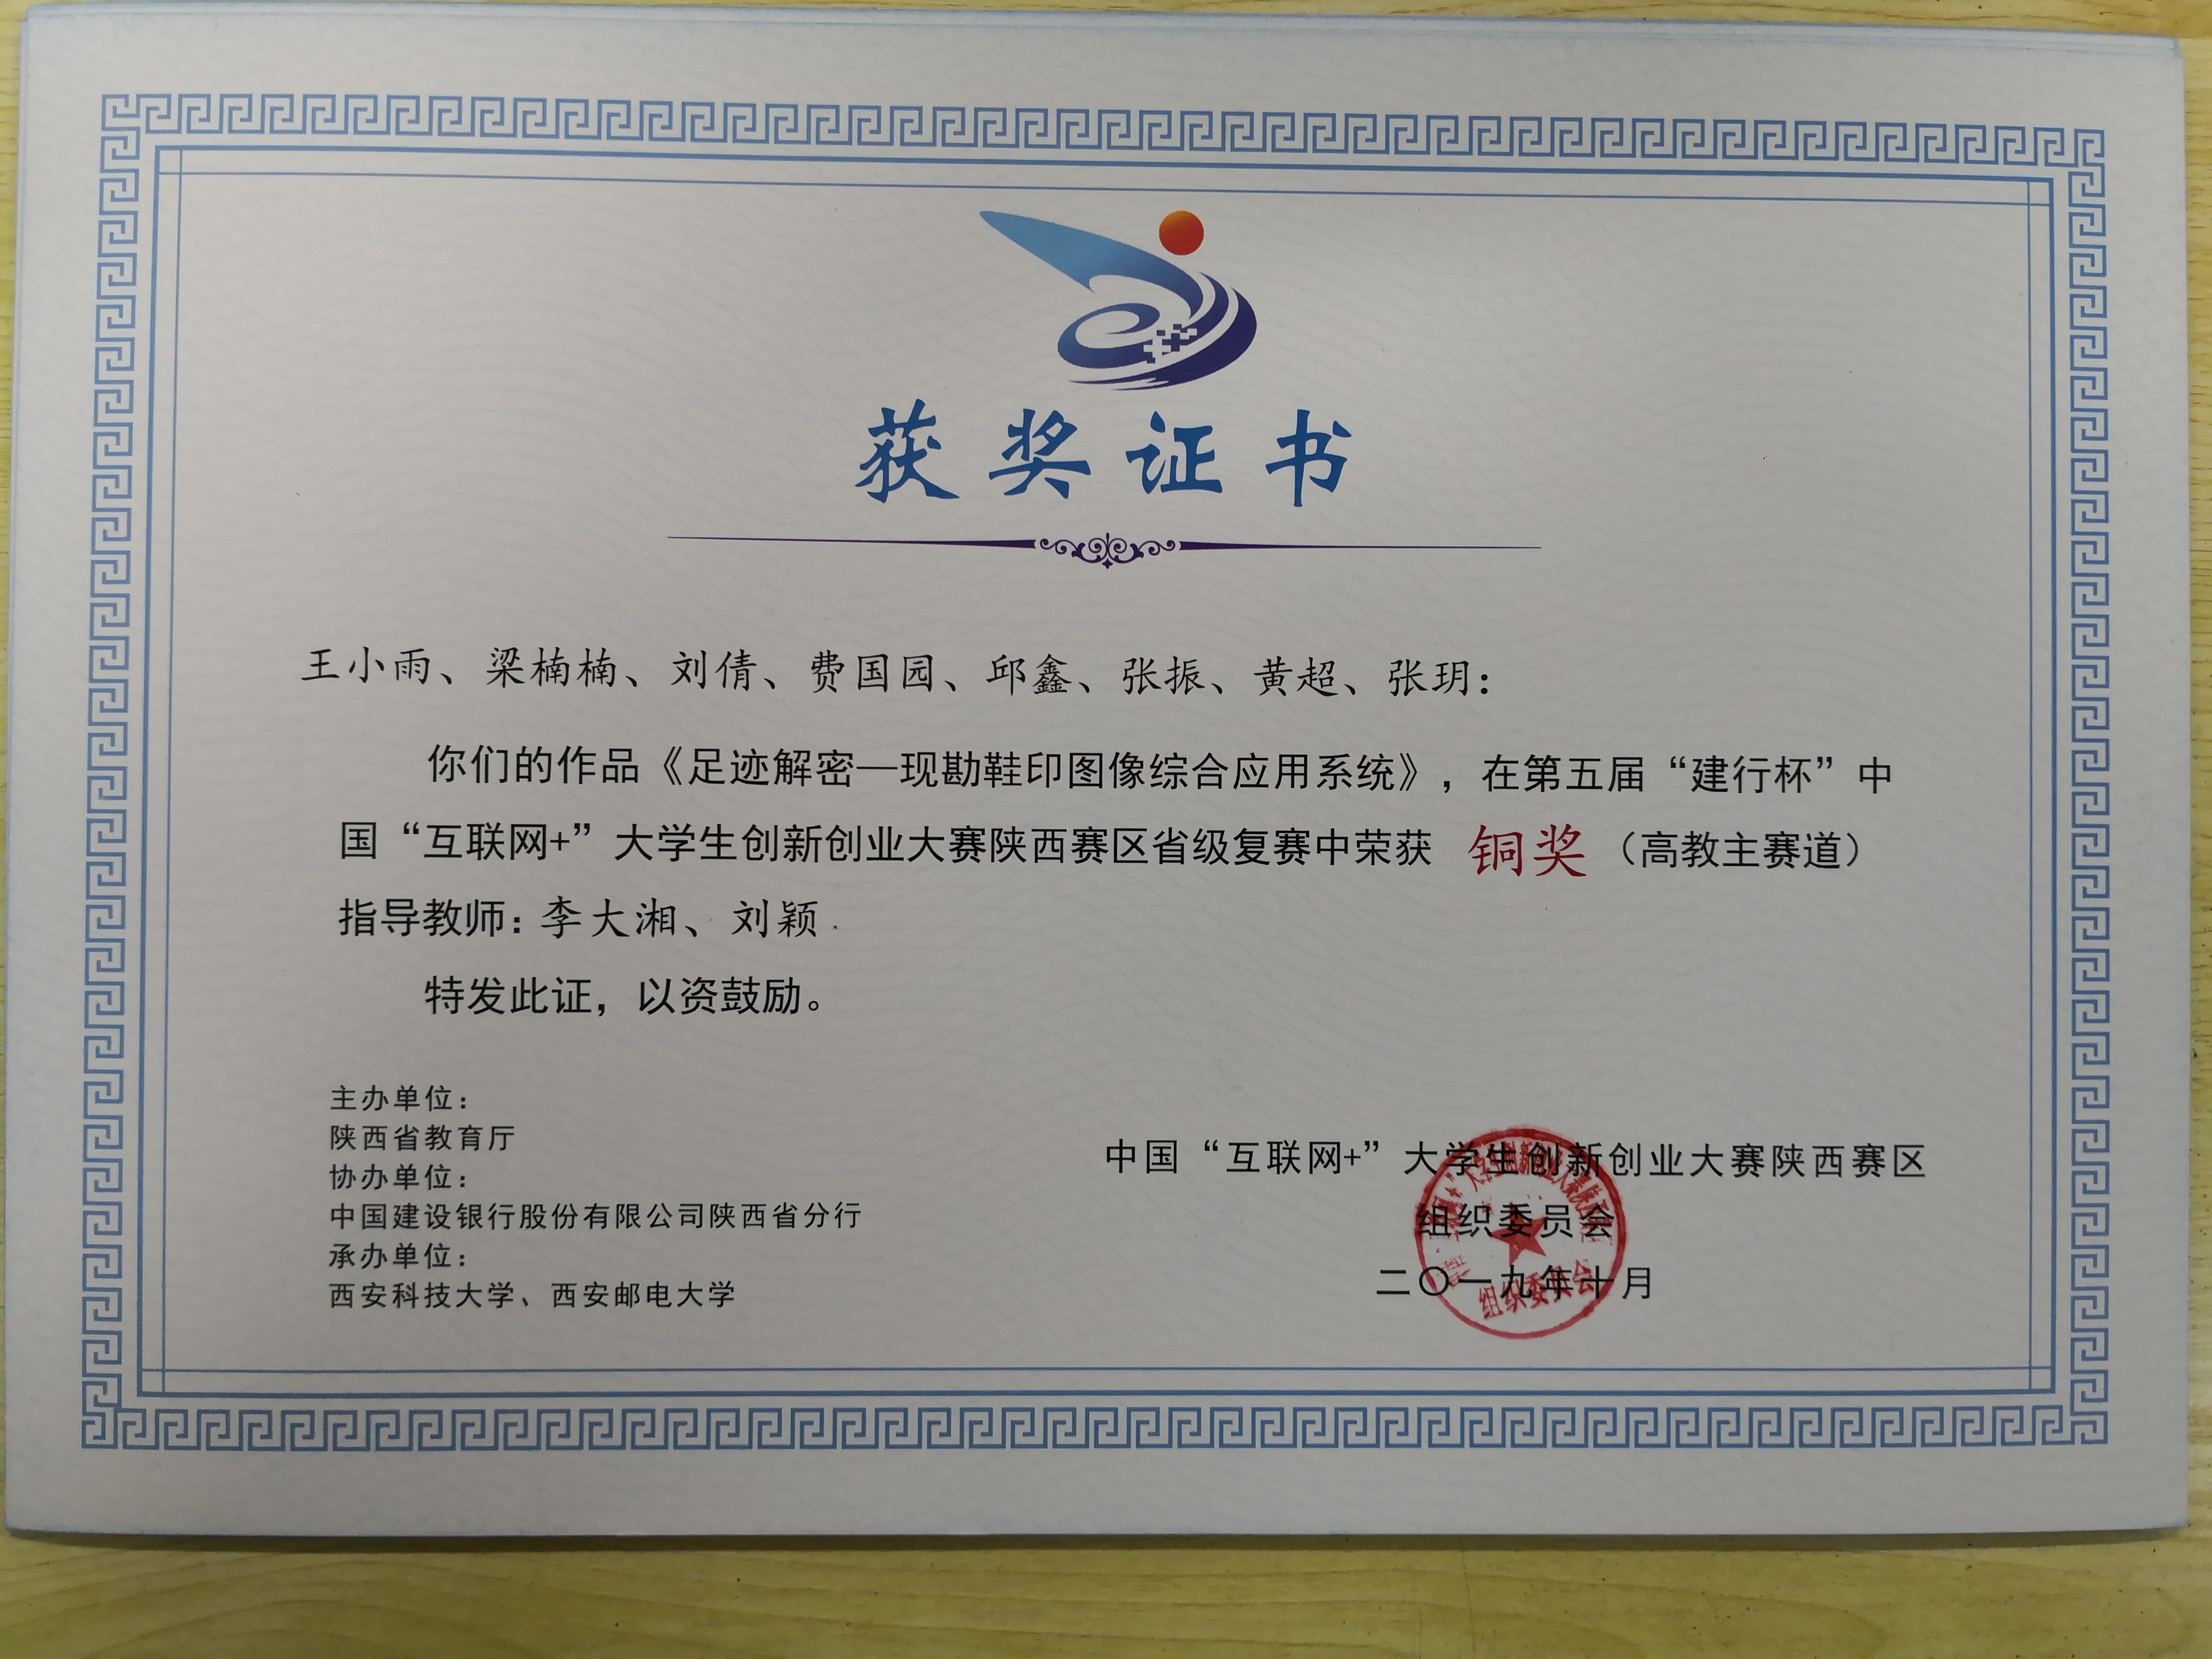 获奖证书
王小雨、梁楠楠、刘倩、费国园、邱鑫、张振、黄超、张玥：
你们的作品《足迹解密—现勘鞋印图像综合应用系统》，在第五届“建行杯”中
国“互联网+”大学生创新创业大赛陕西赛区省级复赛中荣获 铜奖（高教主赛道）
指导教师：李大湘、刘颖
特发此证，以资鼓励。
主办单位：
陕西省教育厅
协办单位：
中国建设银行股份有限公司陕西省分行
承办单位：
西安科技大学、西安邮电大学
中国“互联网+”大学生创新创业大赛陕西赛区
组织委员会
二〇一九年十月
组织委员会